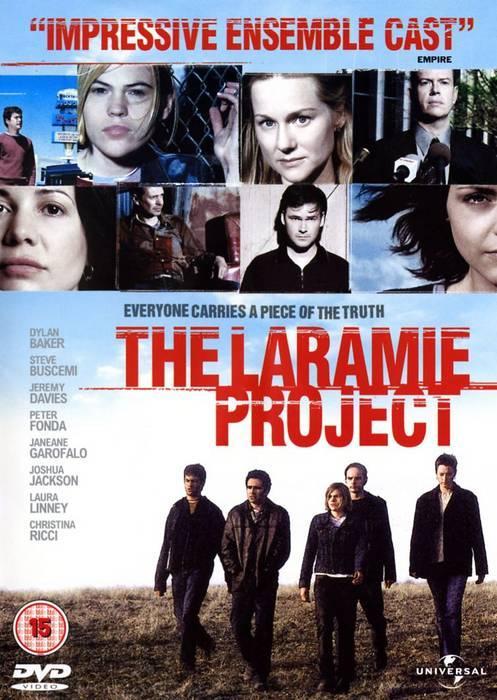 "IMPRESSIVE ENSEMBLE CAST"
EMPIRE
EVERYONE CARRIES A PIECE OF THE TRUTH
THE LARAMIE
PROJECT
DYLAN
BAKER
STEVE
BUSCEMI
JEREMY
DAVIES
PETER
FONDA
JANEANE
GAROFALO
JOSHUA
JACKSON
LAURA
LINNEY
CHRISTINA
RICCI
15
DVD
VIDEO
UNIVERSAL